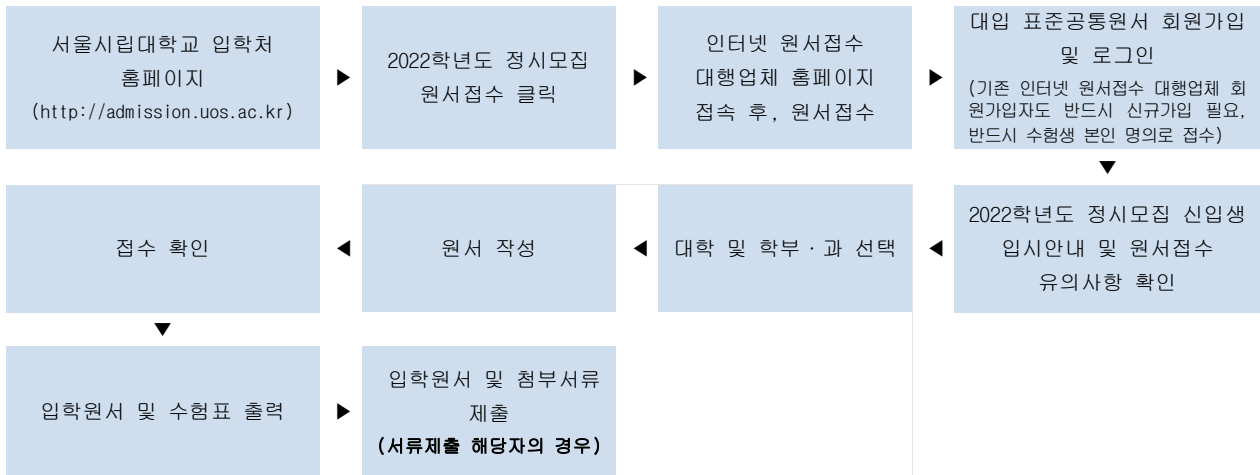 서울시립대학교 입학처
홈페이지
(http://admission.uos.ac.kr)
▶
2022학년도 정시모집
원서접수 클릭
▶
인터넷 원서접수
대행업체 홈페이지
접속 후, 원서접수
▶
대입 표준공통원서 회원가입
및 로그인
(기존 인터넷 원서접수 대행업체 회
원가입자도 반드시 신규가입 필요,
반드시 수험생 본인 명의로 접수)
▼
2022학년도 정시모집 신입생
입시안내 및 원서접수
유의사항 확인
◀
대학 및 학부·과 선택
◀
원서 작성
◀
접수 확인
▼
입학원서 및 수험표 출력
▶
입학원서 및 첨부서류
제출
(서류제출 해당자의 경우)